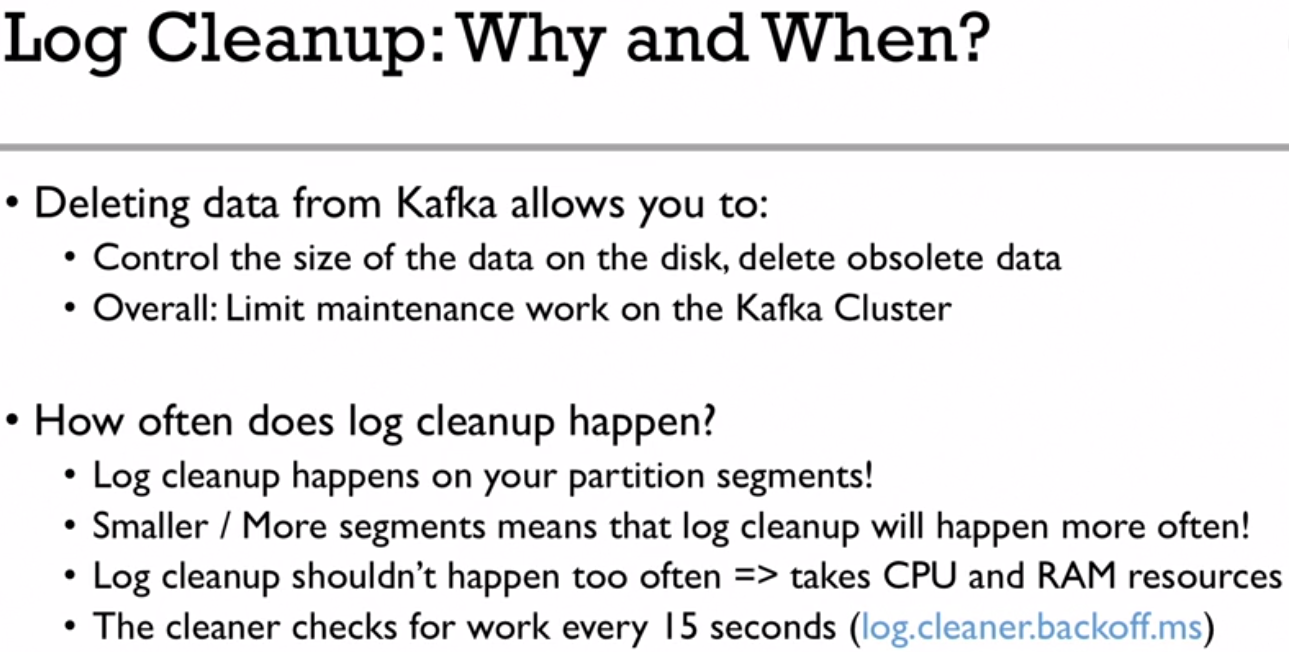 Log Cleanup: Why and When?
• Deleting data from Kafka allows you to:
• Control the size of the data on the disk, delete obsolete data
• Overall: Limit maintenance work on the Kafka Cluster
• How often does log cleanup happen?
• Log cleanup happens on your partition segments!
• Smaller / More segments means that log cleanup will happen more often!
• Log cleanup shouldn't happen too often => takes CPU and RAM resources
• The cleaner checks for work every 15 seconds (log.cleaner.backoff.ms)